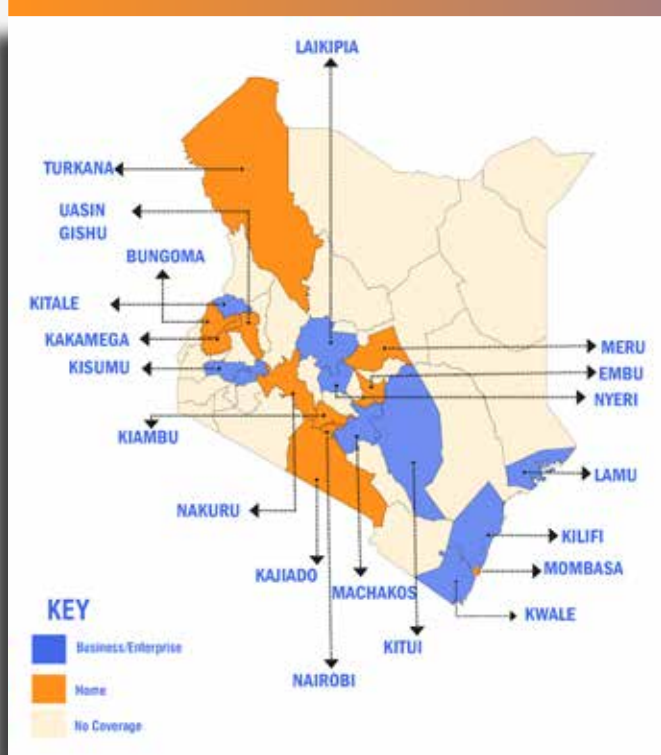 LAIKIPIA
TURKANA
UASIN
GISHU
BUNGOMA
KITALE
KAKAMEGA
KISUMU
MERU
EMBU
NYERI
KIAMBU
LAMU
NAKURU
KILIFI
KAJIADO
MACHAKOS
MOMBASA
KWALE
KITUI
NAIROBI
KEY
Business/Enterprise
Home
No Coverage